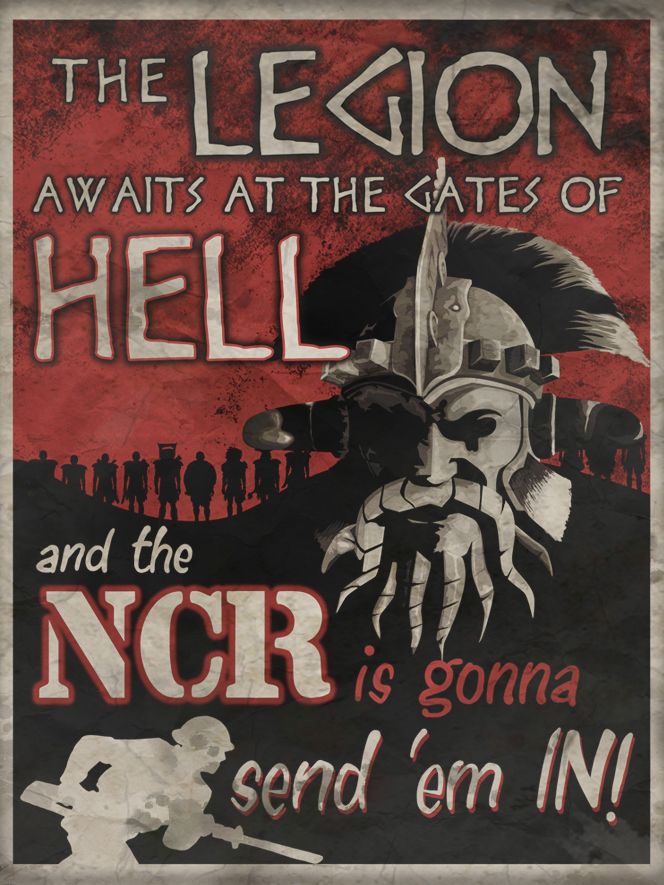 THE LEGION
AWAITS AT THE GATES OF
HELL
and the
NCR is gonna
send 'em IN!